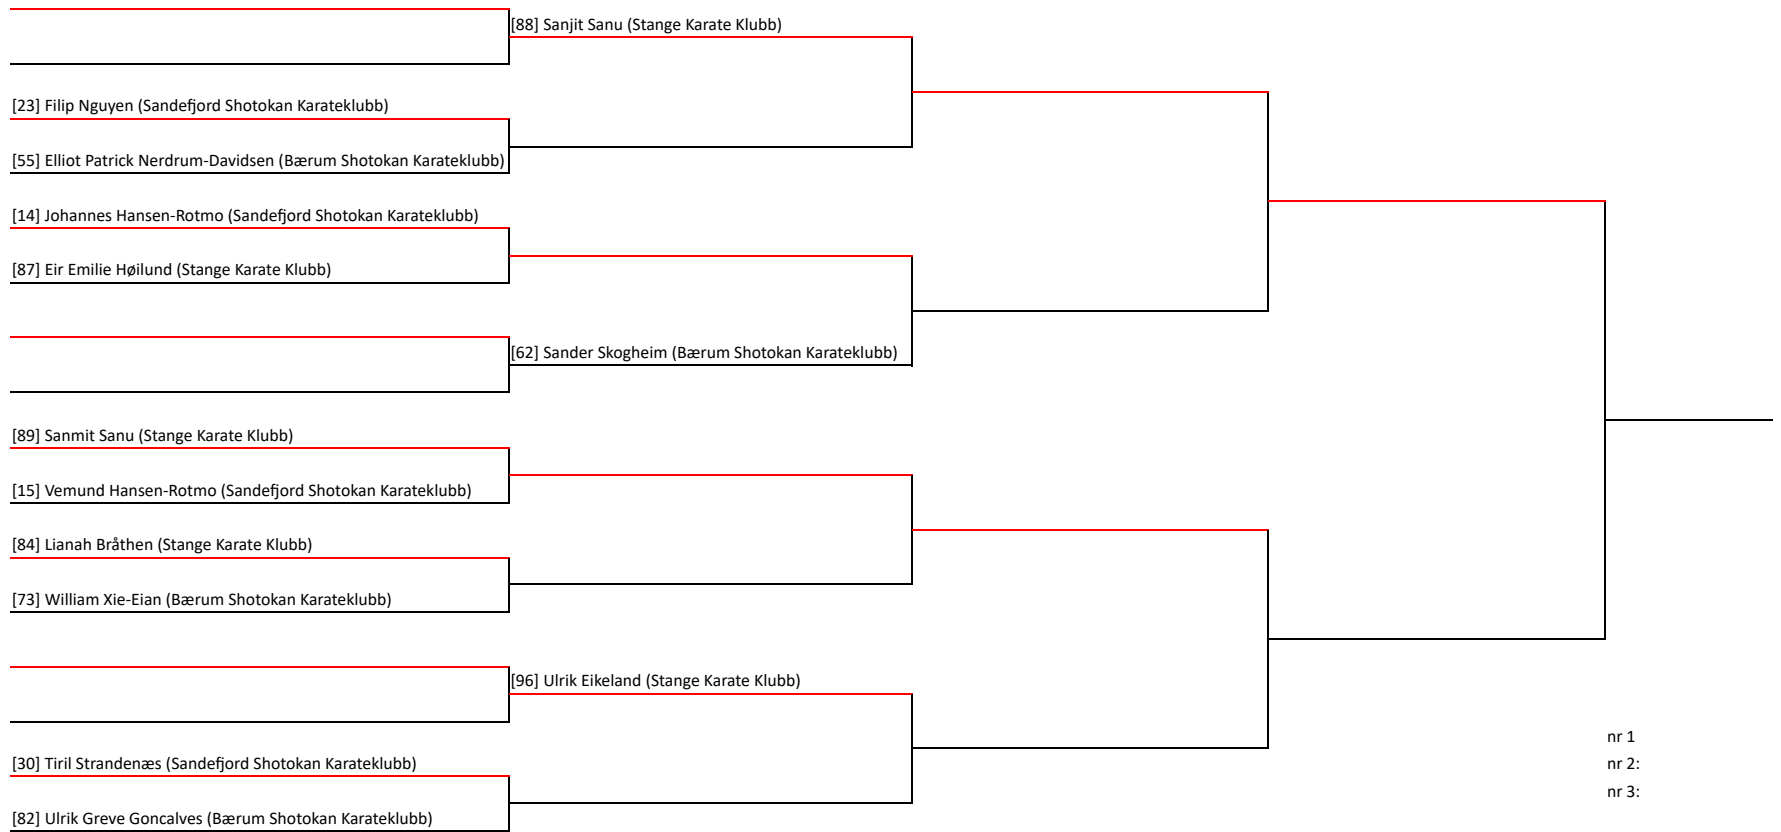 [88] Sanjit Sanu (Stange Karate Klubb)
[23] Filip Nguyen (Sandefjord Shotokan Karateklubb)
[55] Elliot Patrick Nerdrum-Davidsen (Bærum Shotokan Karateklubb)
[14] Johannes Hansen-Rotmo (Sandefjord Shotokan Karateklubb)
[87] Eir Emilie Høilund (Stange Karate Klubb)
[62] Sander Skogheim (Bærum Shotokan Karateklubb)
[89] Sanmit Sanu (Stange Karate Klubb)
[15] Vemund Hansen-Rotmo (Sandefjord Shotokan Karateklubb)
[84] Lianah Bråthen (Stange Karate Klubb)
[73] William Xie-Eian (Bærum Shotokan Karateklubb)
[96] Ulrik Eikeland (Stange Karate Klubb)
[30] Tiril Strandenæs (Sandefjord Shotokan Karateklubb)
[82] Ulrik Greve Goncalves (Bærum Shotokan Karateklubb)
nr 1
nr 2:
nr 3: